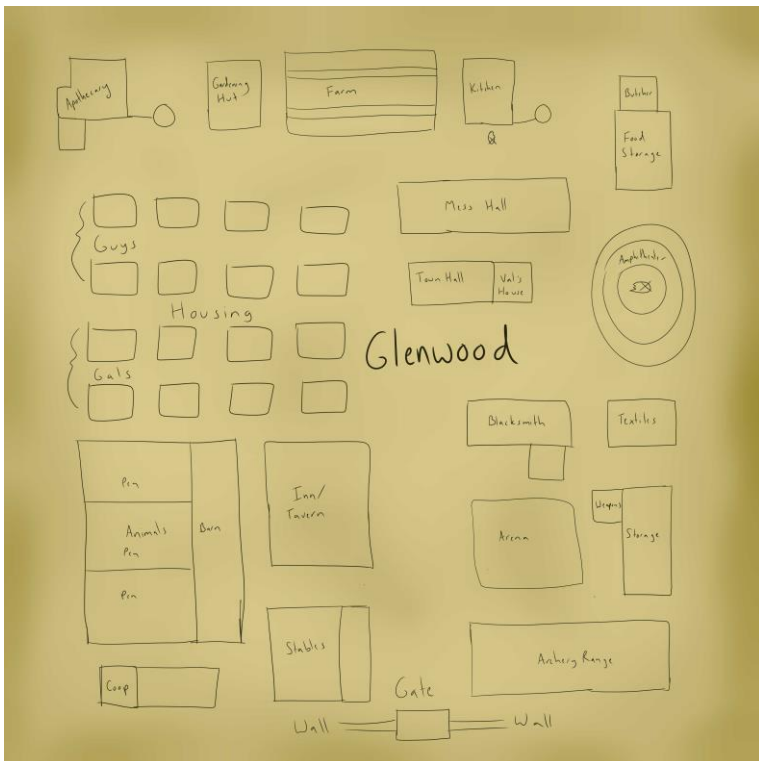 Apothecary
Gardening
Hut
Farm
Kitchen
Q
Butcher
Food
Storage
Guys
Housing
Gals
Mess Hall
Town Hall
Val's
House
Amphitheater
Glenwood
Blacksmith
Textiles
Pen
Animals
Pen
Pen
Barn
Inn/
Tavern
Arena
Weapons
Storage
Coop
Stables
Archery Range
Gate
Wall
Wall